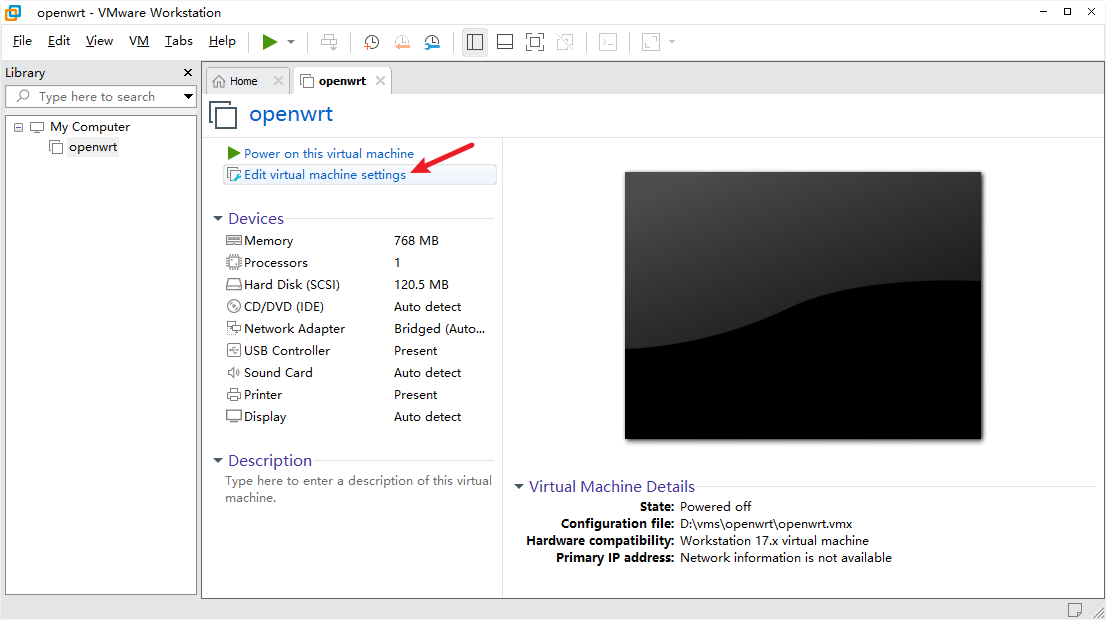 openwrt - VMware Workstation
File Edit View VM Tabs Help
Library
Type here to search
My Computer
openwrt
Home
openwrt
openwrt
Power on this virtual machine
Edit virtual machine settings
Devices
Memory 768 MB
Processors 1
Hard Disk (SCSI) 120.5 MB
CD/DVD (IDE) Auto detect
Network Adapter Bridged (Auto...
USB Controller Present
Sound Card Auto detect
Printer Present
Display Auto detect
Description
Type here to enter a description of this virtual
machine.
Virtual Machine Details
State: Powered off
Configuration file: D:\vms\openwrt\openwrt.vmx
Hardware compatibility: Workstation 17.x virtual machine
Primary IP address: Network information is not available